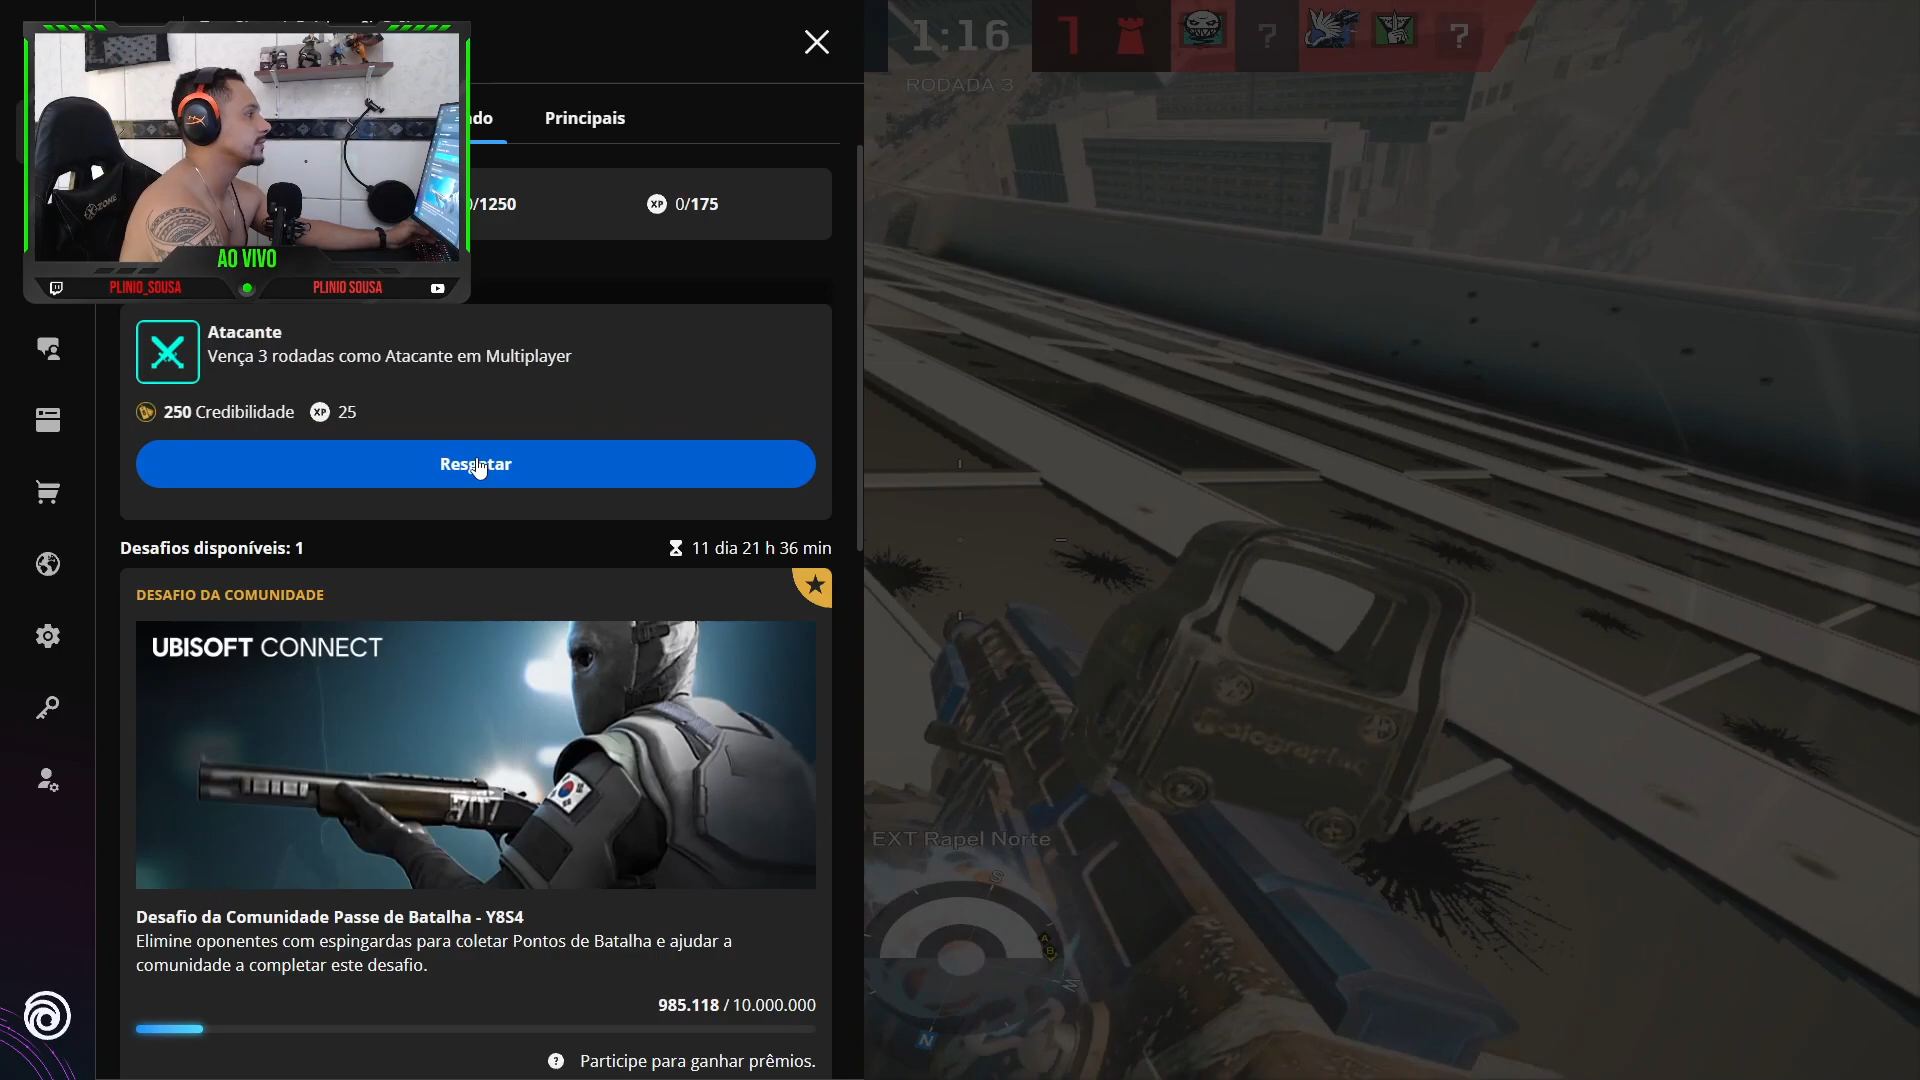 1:16
1
?
?
RODADA 3
Principais
/1250
XP 0/175
AO VIVO
PLINIO_SOUSA
PLINIO SOUSA
Atacante
Vença 3 rodadas como Atacante em Multiplayer
250 Credibilidade XP 25
Resgatar
Desafios disponíveis: 1
11 dia 21 h 36 min
DESAFIO DA COMUNIDADE
UBISOFT CONNECT
Desafio da Comunidade Passe de Batalha - Y8S4
Elimine oponentes com espingardas para coletar Pontos de Batalha e ajudar a
comunidade a completar este desafio.
985.118 / 10.000.000
? Participe para ganhar prêmios.
EXT Rapel Norte
S
A
B
N